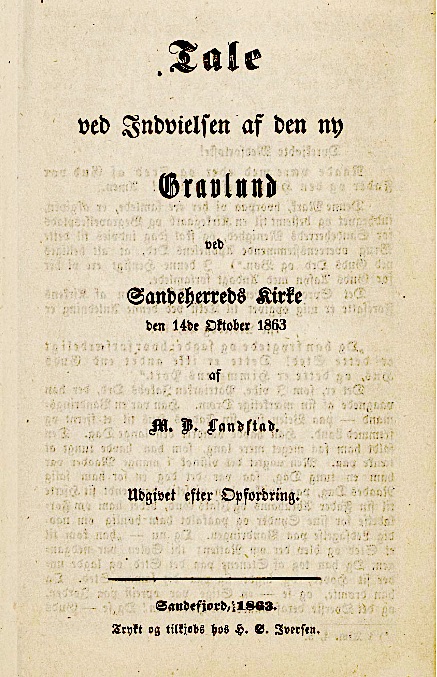 Tale
ved Indvielsen af den ny
Gravlund
ved
Sandeherreds Kirke
den 14de Oktober 1863
af
M. B. Landstad.
Udgivet efter Opfordring.
Sandefjord, 1863.
Trykt og tilkjøbs hos H. E. Iversen.